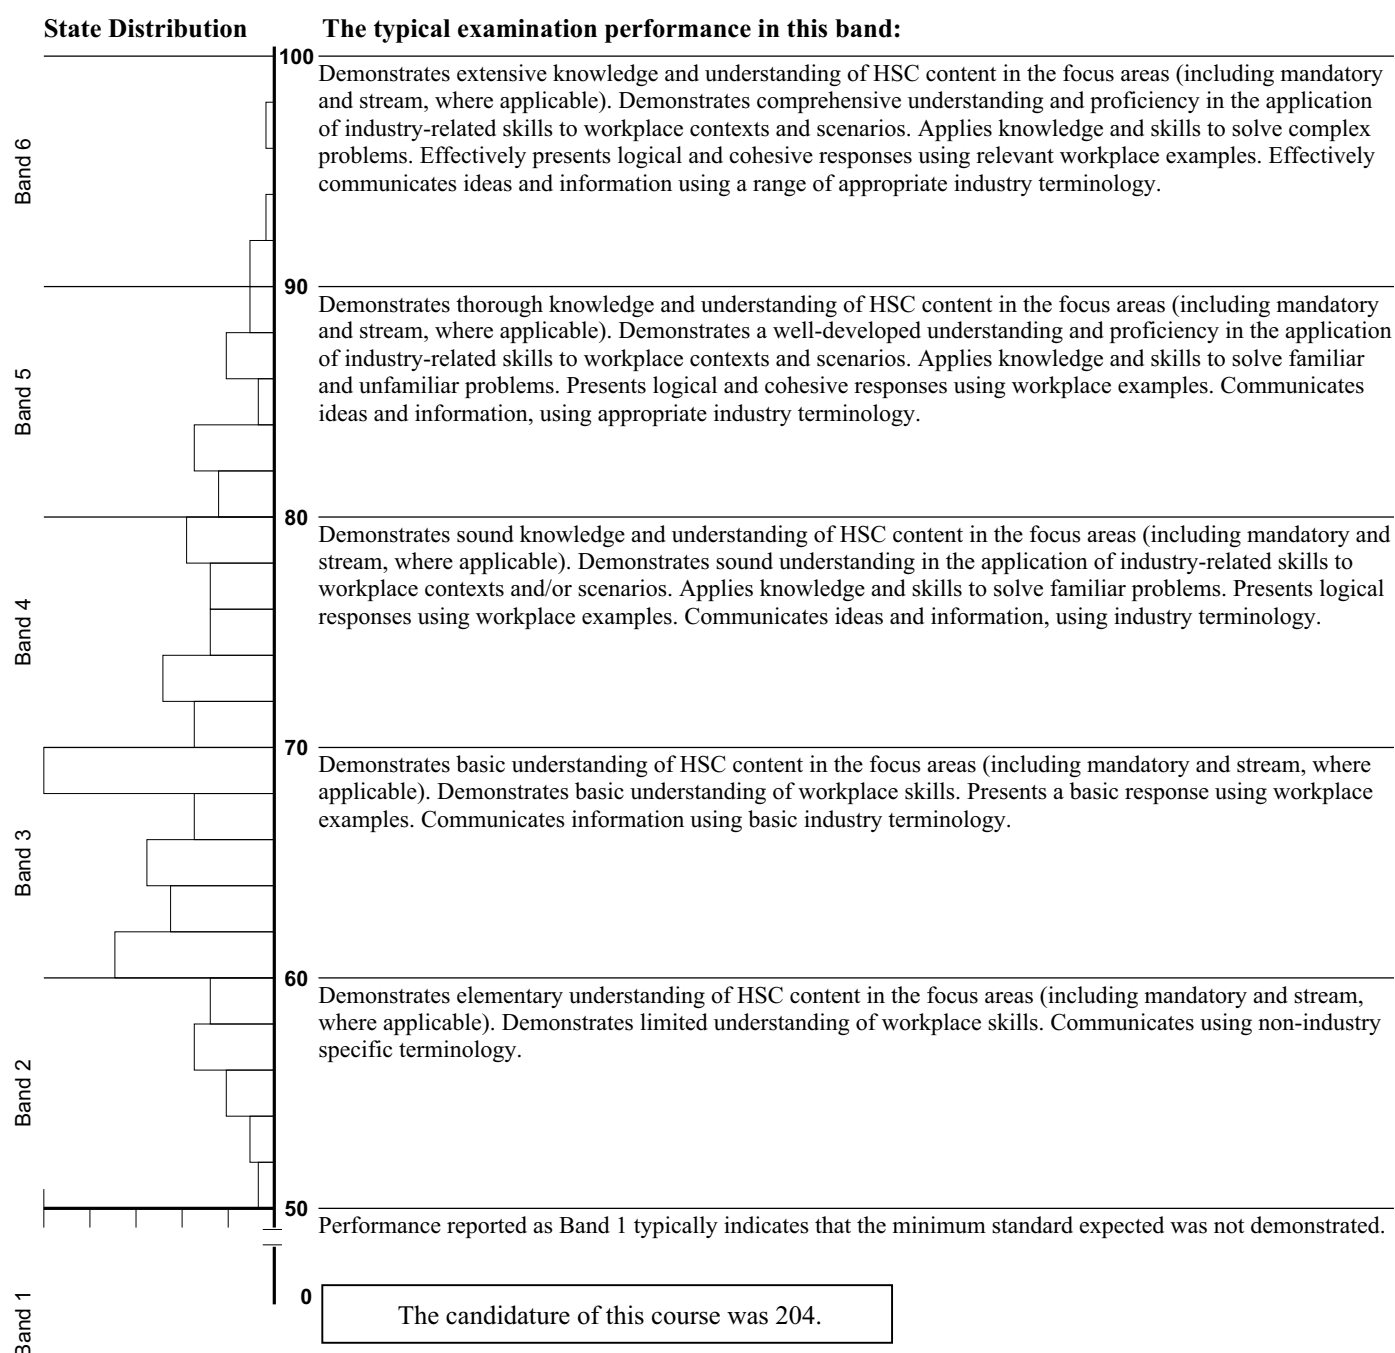 State Distribution
The typical examination performance in this band:
100
Demonstrates extensive knowledge and understanding of HSC content in the focus areas (including mandatory
and stream, where applicable). Demonstrates comprehensive understanding and proficiency in the application
of industry-related skills to workplace contexts and scenarios. Applies knowledge and skills to solve complex
problems. Effectively presents logical and cohesive responses using relevant workplace examples. Effectively
communicates ideas and information using a range of appropriate industry terminology.
Band 6
90
Demonstrates thorough knowledge and understanding of HSC content in the focus areas (including mandatory
and stream, where applicable). Demonstrates a well-developed understanding and proficiency in the application
of industry-related skills to workplace contexts and scenarios. Applies knowledge and skills to solve familiar
and unfamiliar problems. Presents logical and cohesive responses using workplace examples. Communicates
ideas and information, using appropriate industry terminology.
Band 5
80
Demonstrates sound knowledge and understanding of HSC content in the focus areas (including mandatory and
stream, where applicable). Demonstrates sound understanding in the application of industry-related skills to
workplace contexts and/or scenarios. Applies knowledge and skills to solve familiar problems. Presents logical
responses using workplace examples. Communicates ideas and information, using industry terminology.
Band 4
70
Demonstrates basic understanding of HSC content in the focus areas (including mandatory and stream, where
applicable). Demonstrates basic understanding of workplace skills. Presents a basic response using workplace
examples. Communicates information using basic industry terminology.
Band 3
60
Demonstrates elementary understanding of HSC content in the focus areas (including mandatory and stream,
where applicable). Demonstrates limited understanding of workplace skills. Communicates using non-industry
specific terminology.
Band 2
50
Performance reported as Band 1 typically indicates that the minimum standard expected was not demonstrated.
0
Band 1
The candidature of this course was 204.